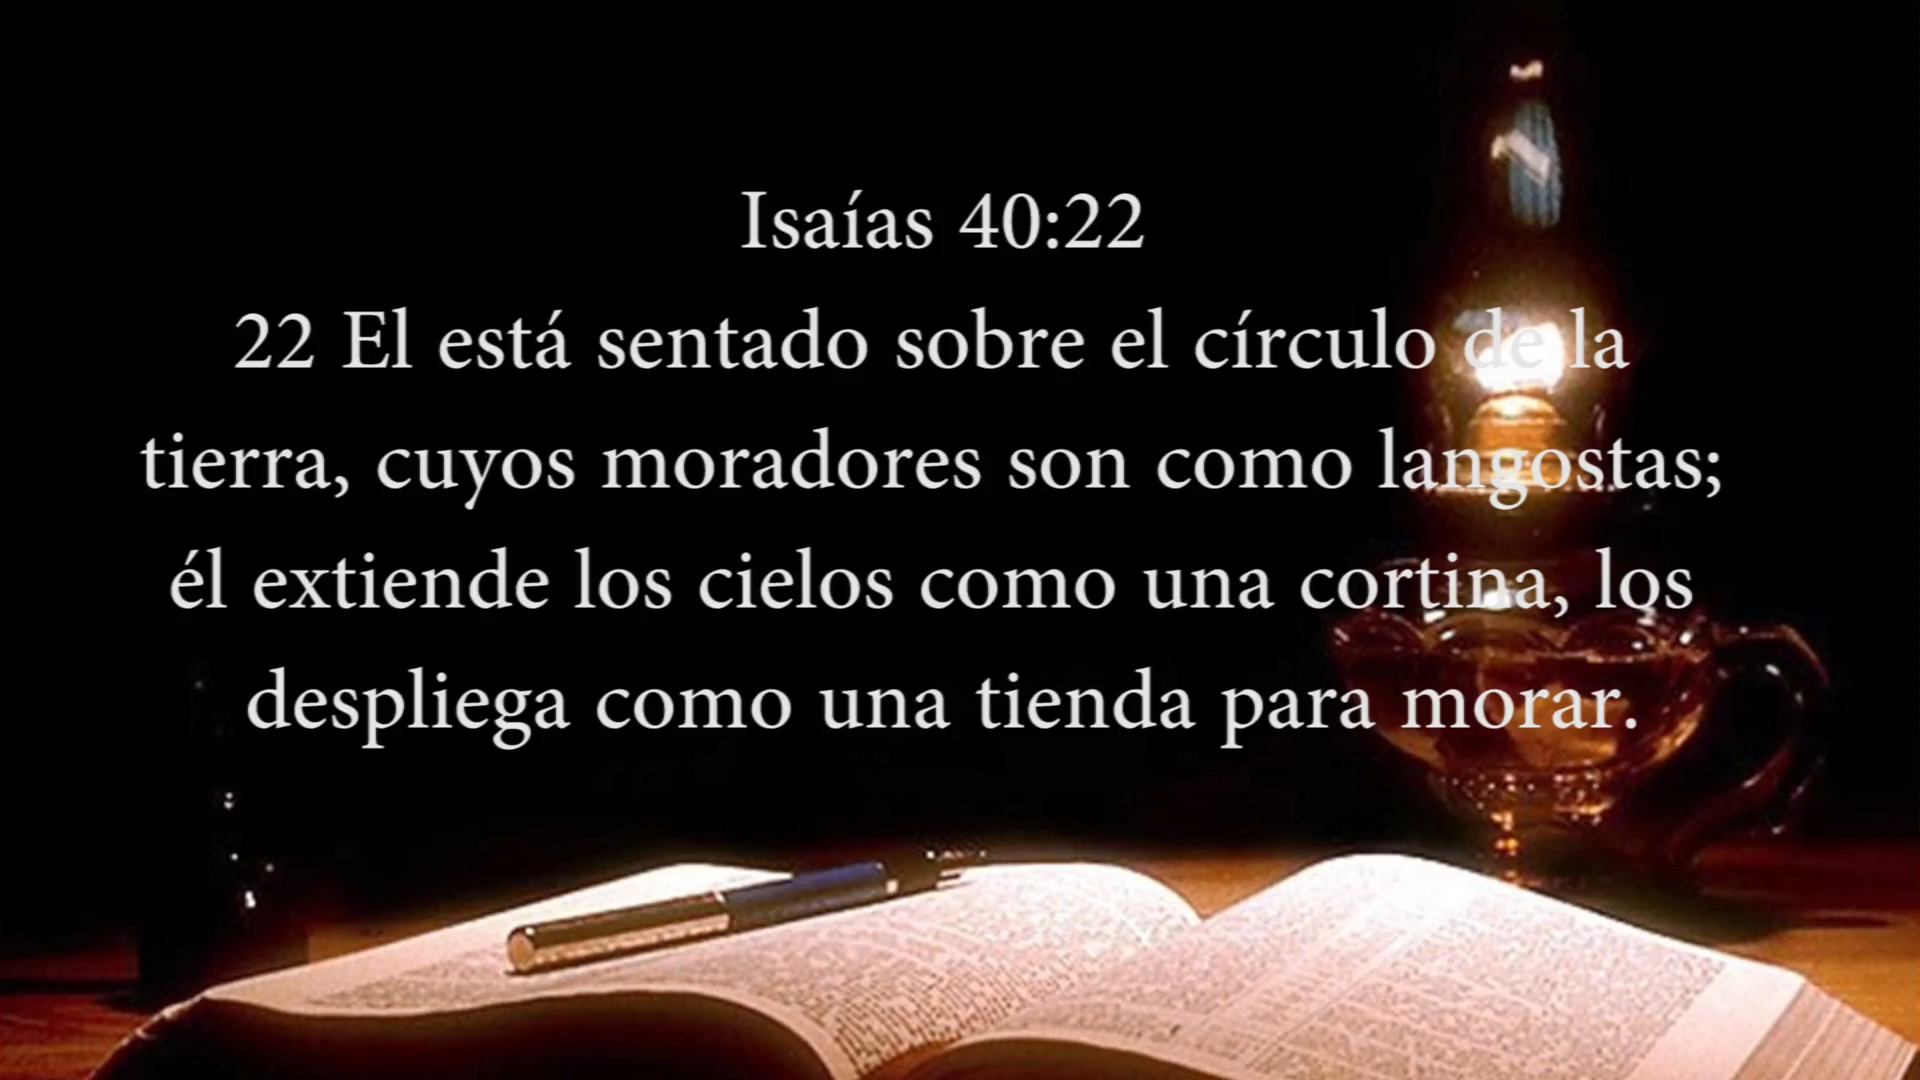 Isaías 40:22
22 El está sentado sobre el círculo de la
tierra, cuyos moradores son como langostas;
él extiende los cielos como una cortina, los
despliega como una tienda para morar.